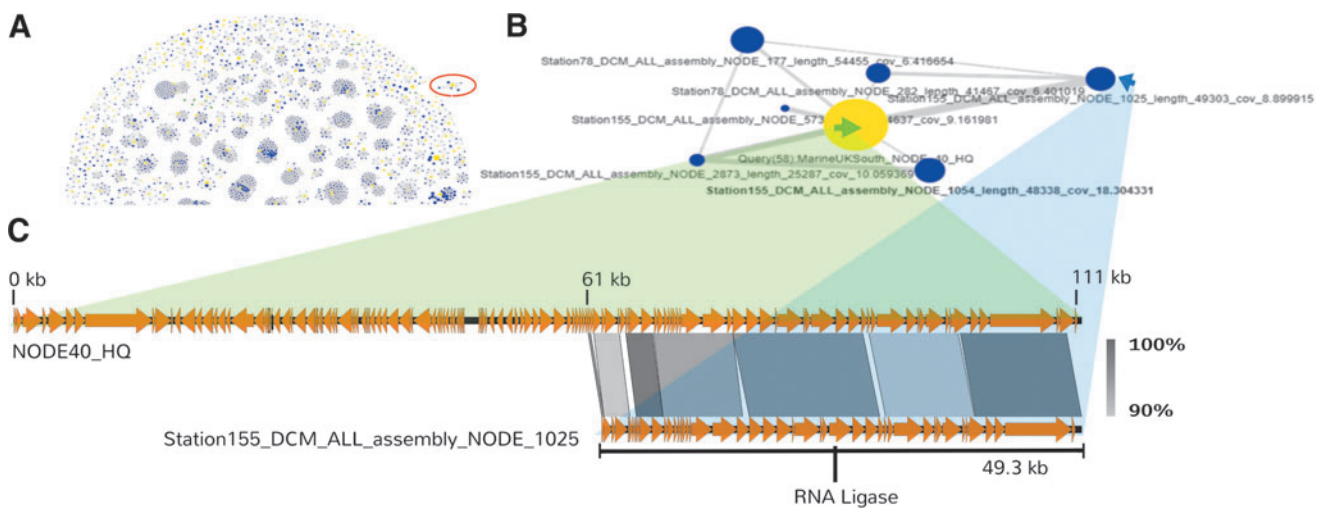 A
B
Station78_DCM_ALL_assembly_NODE_177_length_54455_cov_6.416654
Station78_DCM_ALL_assembly_NODE_282_length_41467_cov_6.401019
Station155_DCM_ALL_assembly_NODE_1025_length_49303_cov_8.899915
Station155_DCM_ALL_assembly_NODE_573 4637_cov_9.161981
Query(58) MarineUKSouth_NODE_40_HQ
Station155_DCM_ALL_assembly_NODE_2873_length_25287_cov_10.059369
Station155_DCM_ALL_assembly_NODE_1054_length_48338_cov_18.304331
C
0 kb
61 kb
111 kb
NODE40_HQ
100%
90%
Station155_DCM_ALL_assembly_NODE_1025
49.3 kb
RNA Ligase